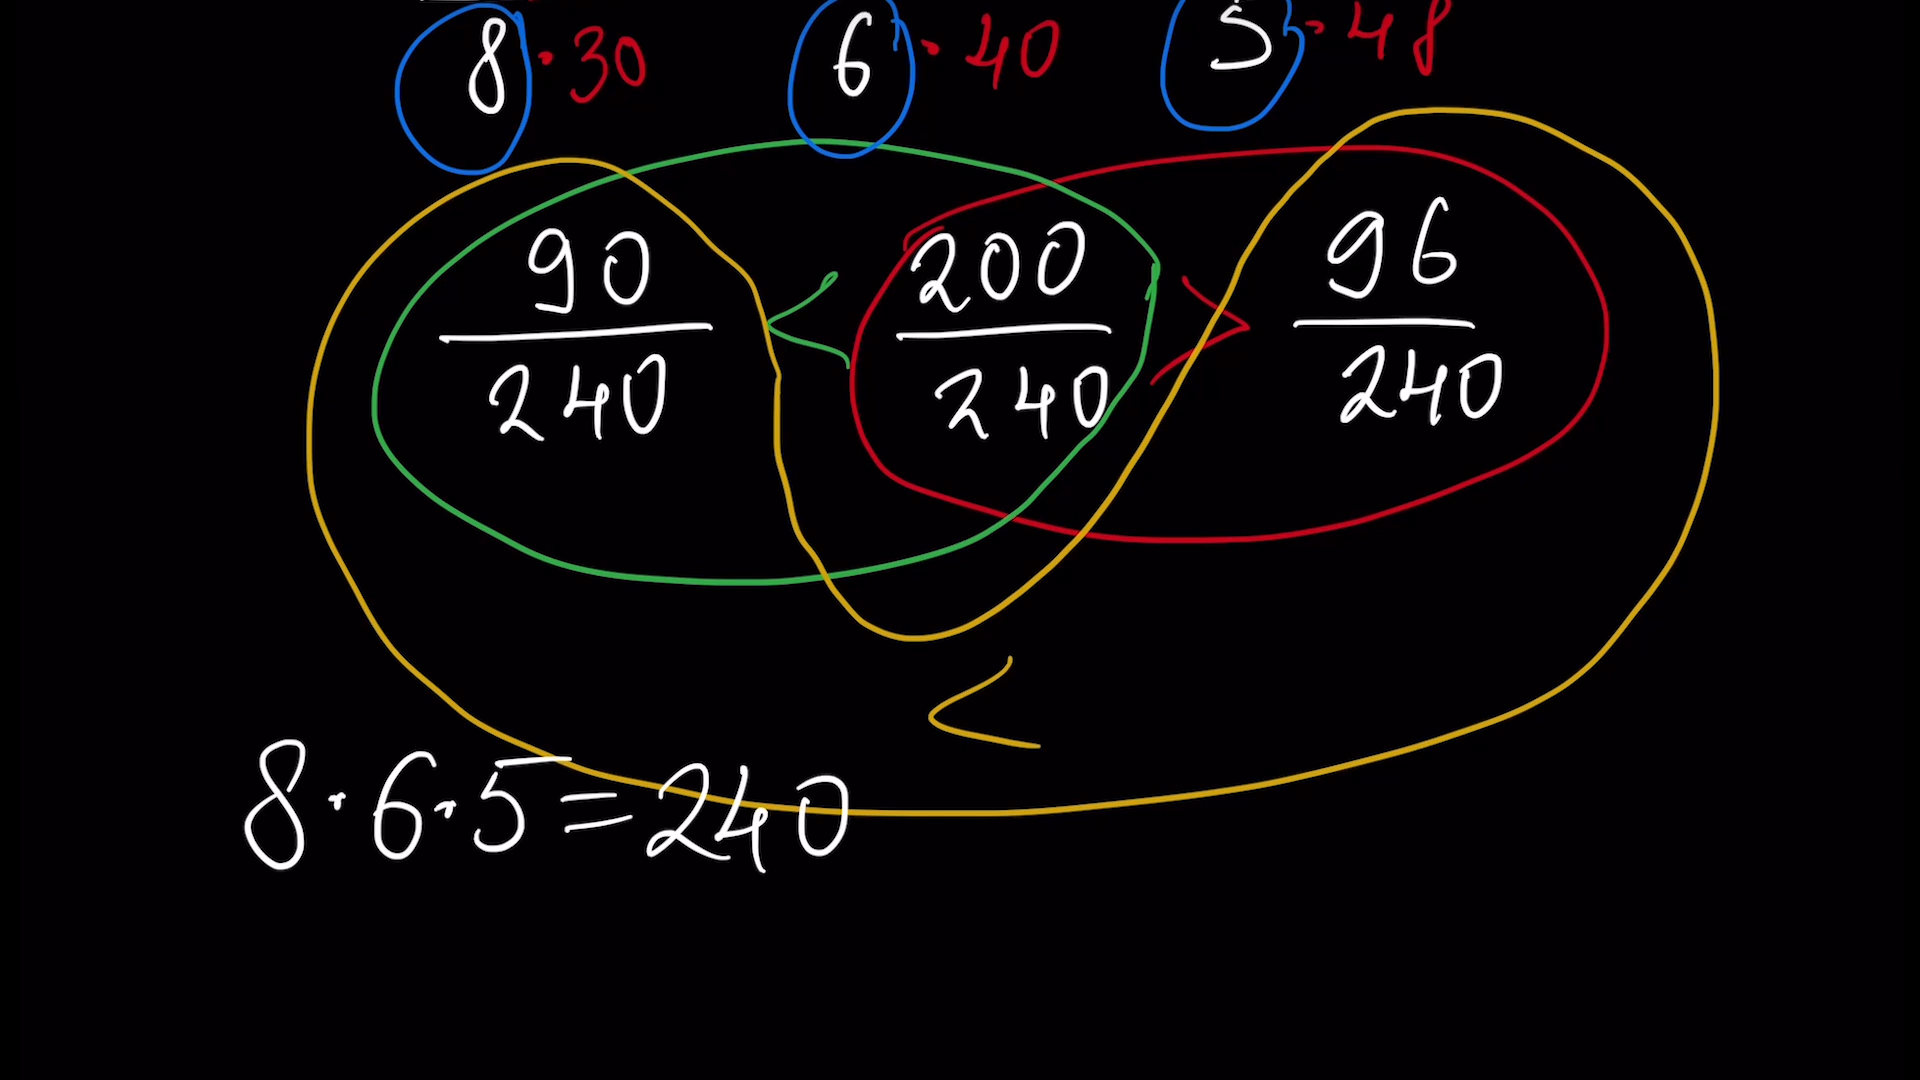 8 · 30 6 · 40 5 · 48
90 < 200 > 96
240 240 240
<
8 · 6 · 5 = 240